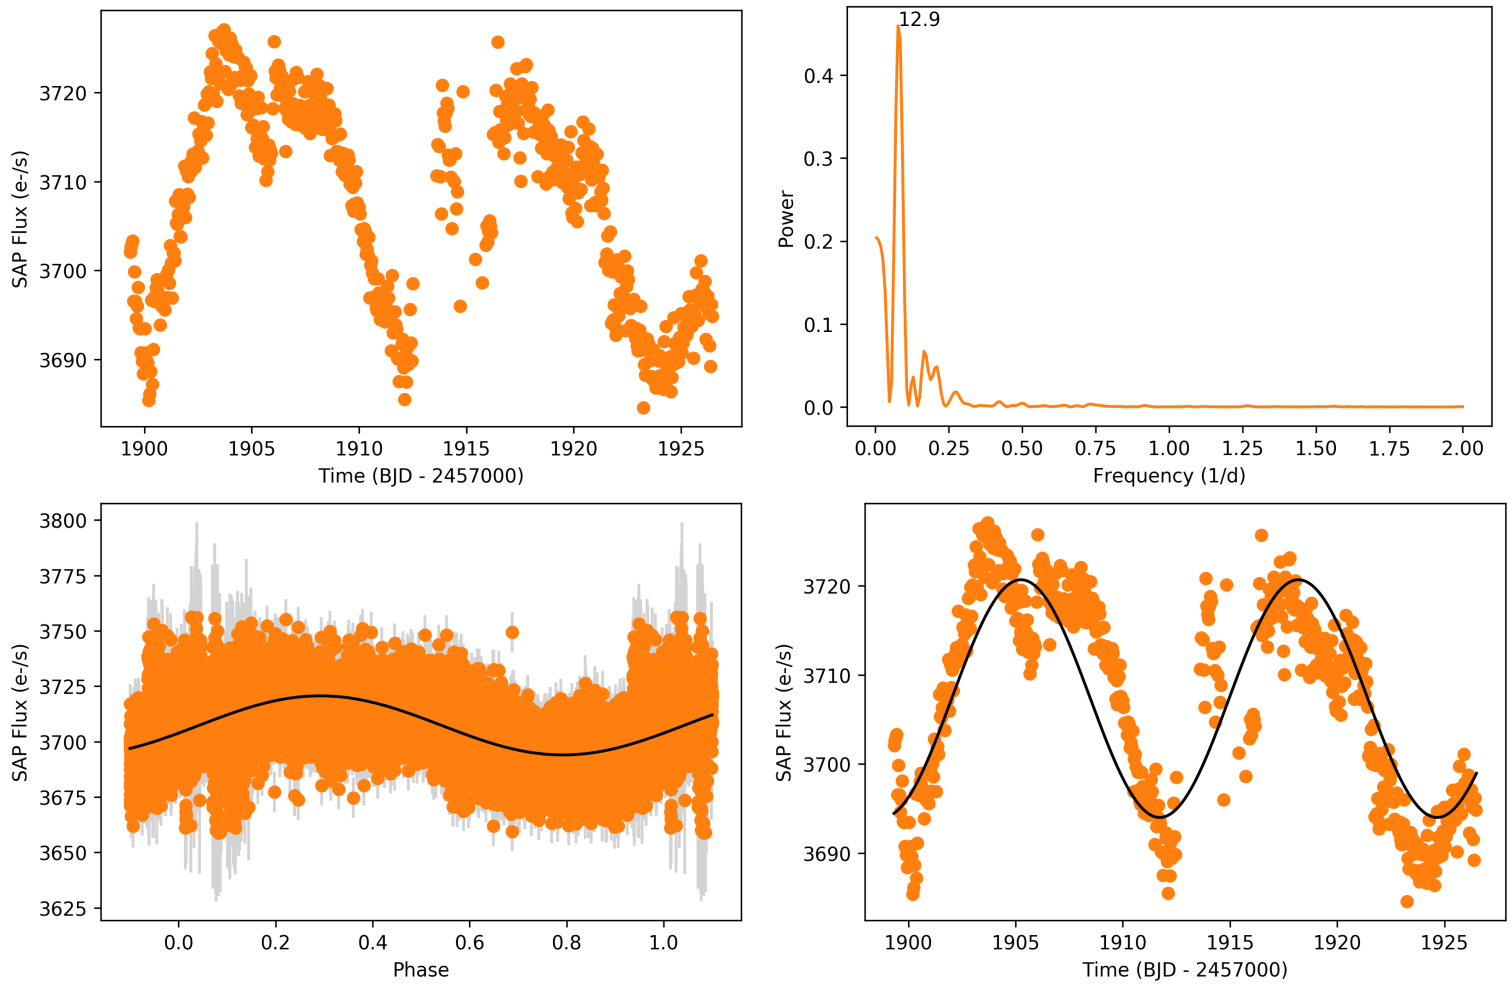 3720
3710
3700
3690
SAP Flux (e-/s)
1900 1905 1910 1915 1920 1925
Time (BJD - 2457000)
12.9
0.4
0.3
0.2
0.1
0.0
Power
0.00 0.25 0.50 0.75 1.00 1.25 1.50 1.75 2.00
Frequency (1/d)
3800
3775
3750
3725
3700
3675
3650
3625
SAP Flux (e-/s)
0.0 0.2 0.4 0.6 0.8 1.0
Phase
3720
3710
3700
3690
SAP Flux (e-/s)
1900 1905 1910 1915 1920 1925
Time (BJD - 2457000)